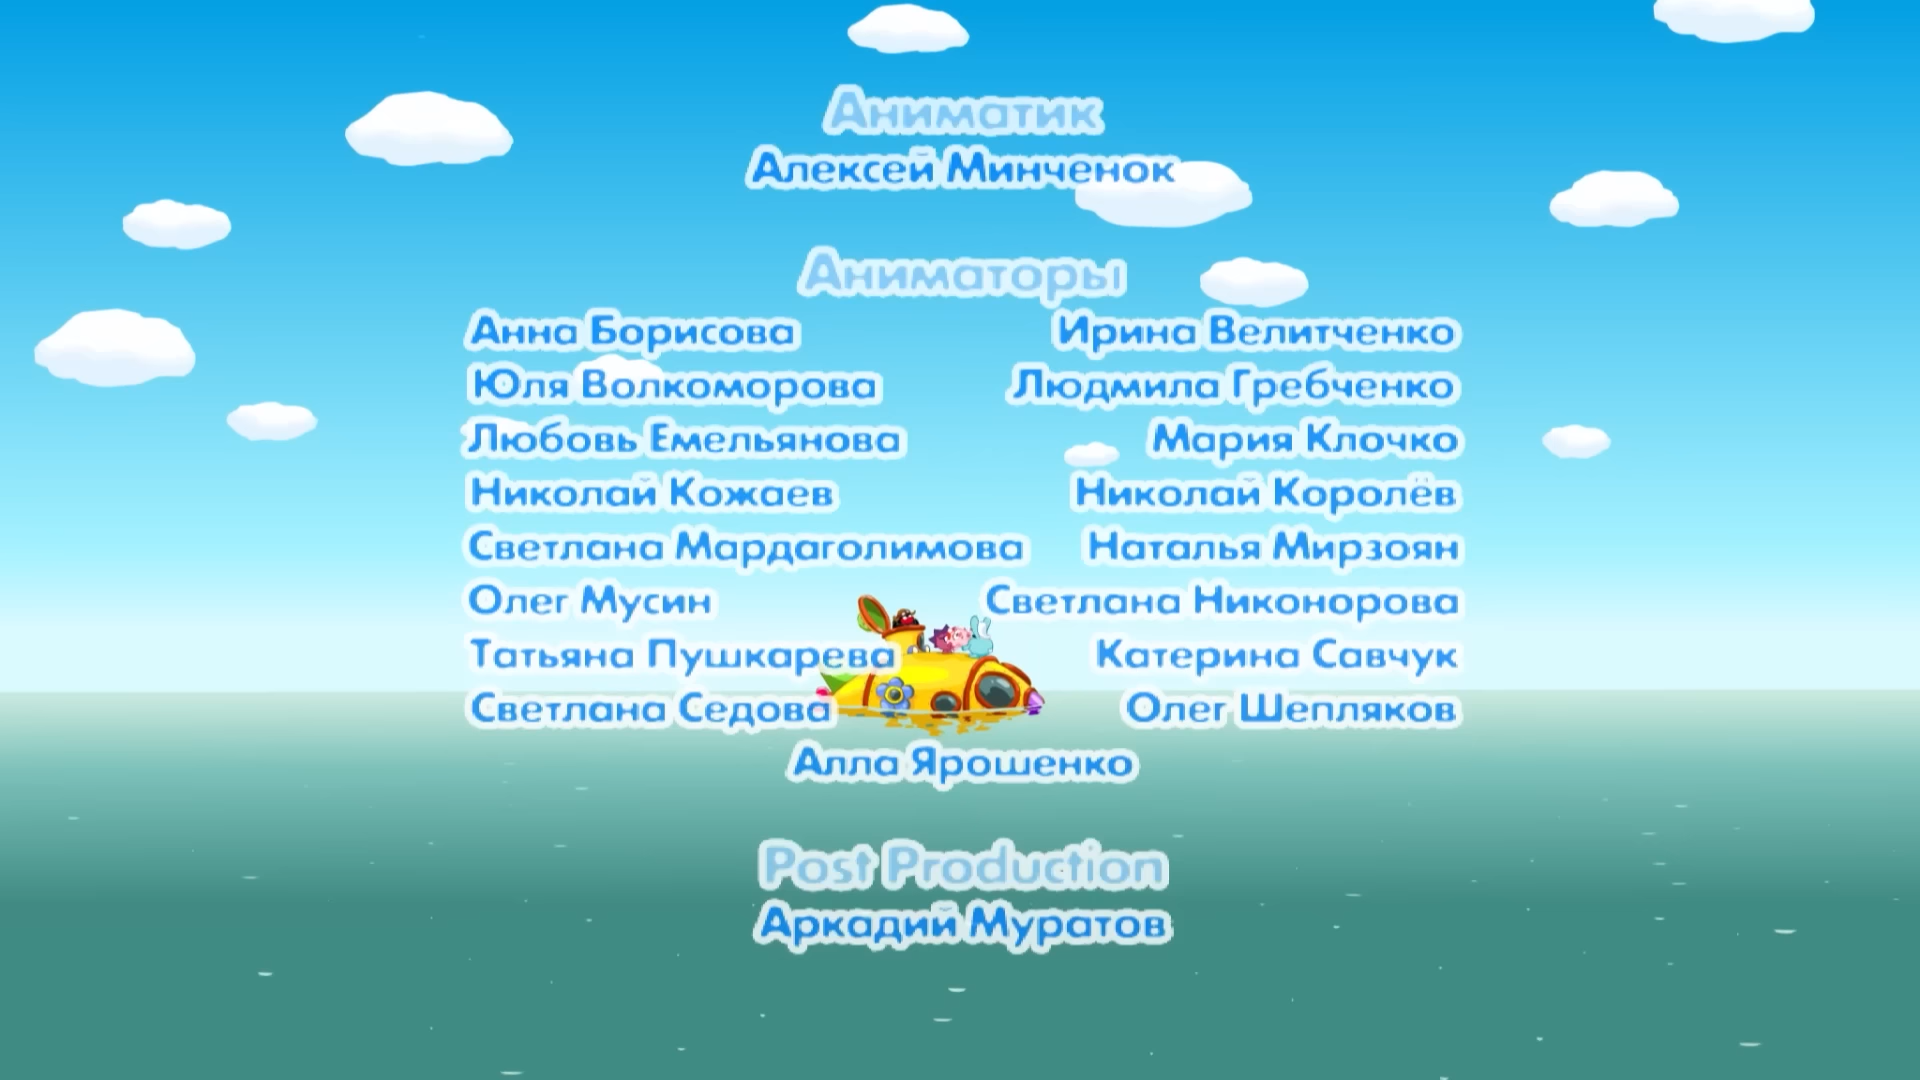 Аниматик
Алексей Минченок
Аниматоры
Анна Борисова Ирина Велитченко
Юля Волкоморова Людмила Гребченко
Любовь Емельянова Мария Клочко
Николай Кожаев Николай Королёв
Светлана Мардаголимова Наталья Мирзоян
Олег Мусин Светлана Никонорова
Татьяна Пушкарева Катерина Савчук
Светлана Седова Олег Шепляков
Алла Ярошенко
Post Production
Аркадий Муратов